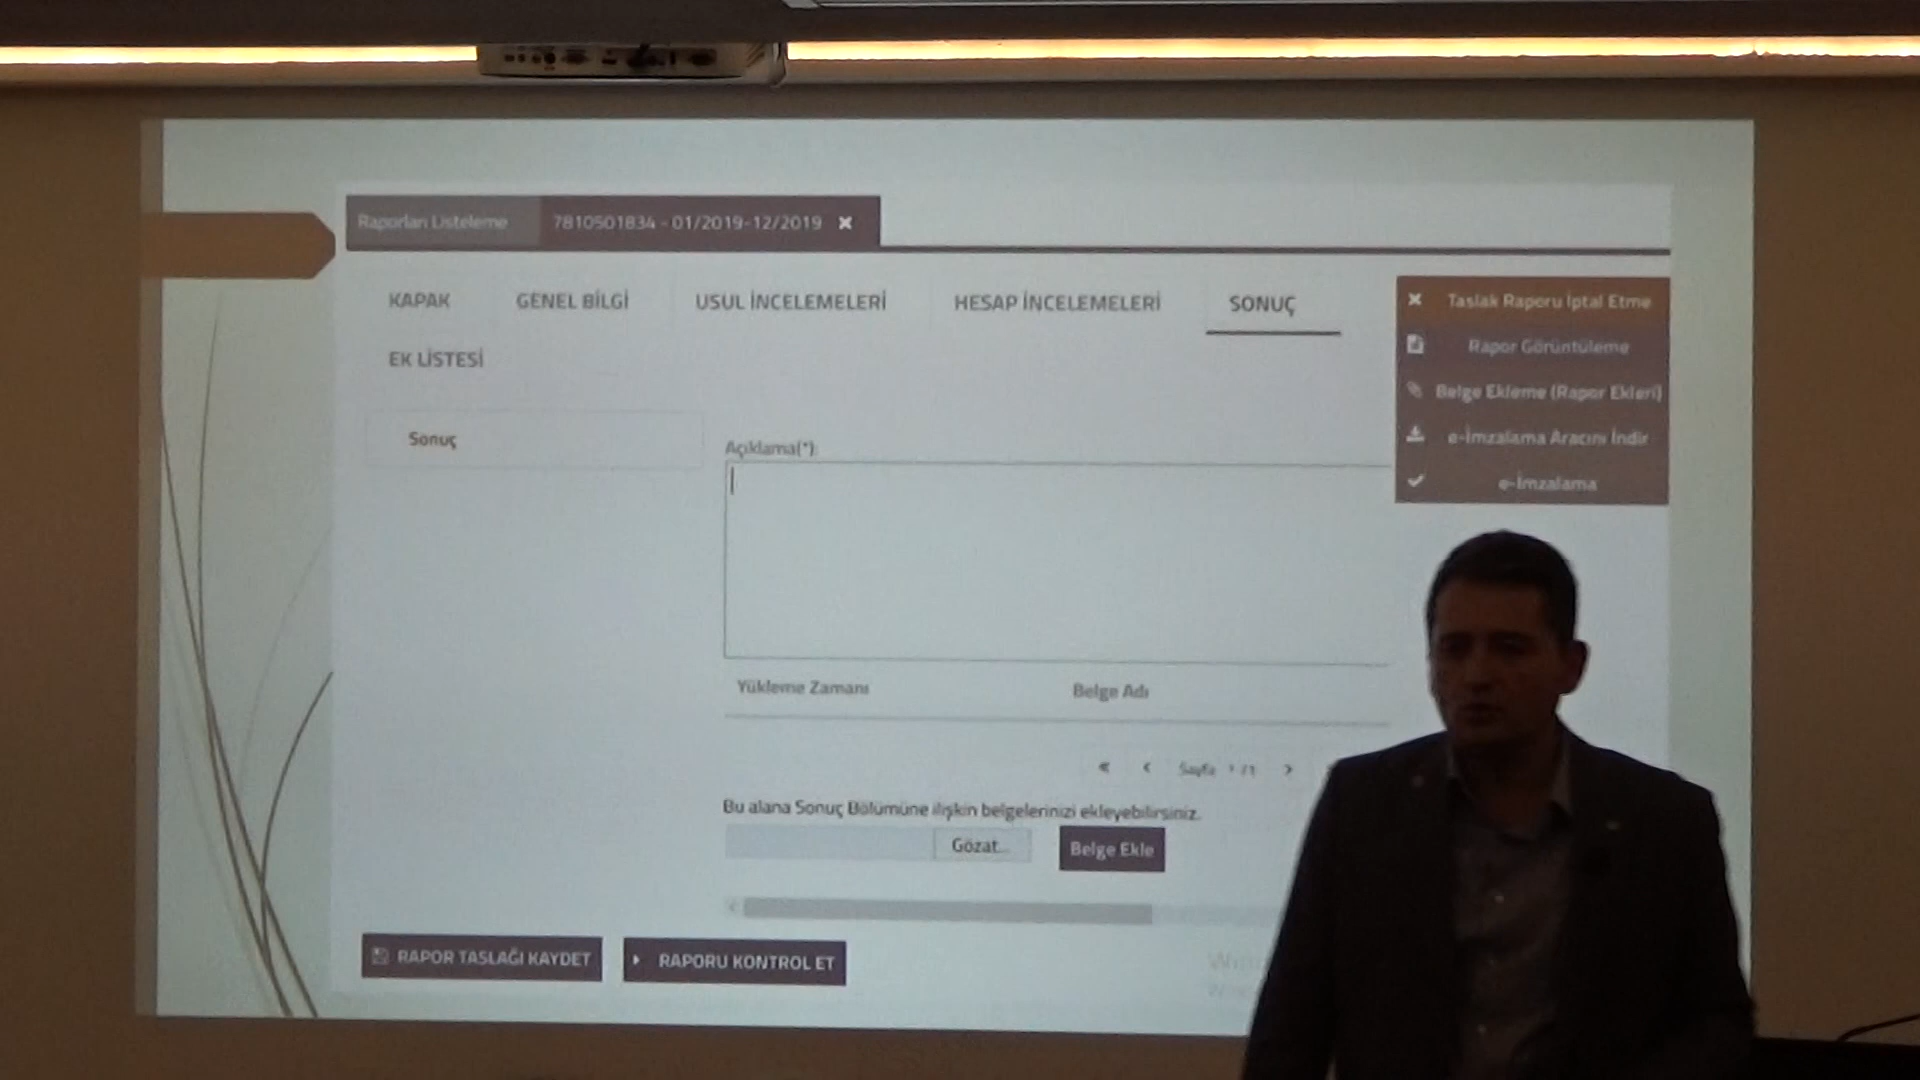 Raporları Listeleme 7810501834 - 01/2019-12/2019
KAPAK GENEL BİLGİ USUL İNCELEMELERİ HESAP İNCELEMELERİ SONUÇ
EK LİSTESİ
Taslak Raporu İptal Etme
Rapor Görüntüleme
Belge Ekleme (Rapor Ekleri)
e-İmzalama Aracını İndir
e-İmzalama
Sonuç
Açıklama(*):
Yükleme Zamanı Belge Adı
Sayfa 1 / 1
Bu alana Sonuç Bölümüne ilişkin belgelerinizi ekleyebilirsiniz.
Gözat... Belge Ekle
RAPOR TASLAĞI KAYDET RAPORU KONTROL ET